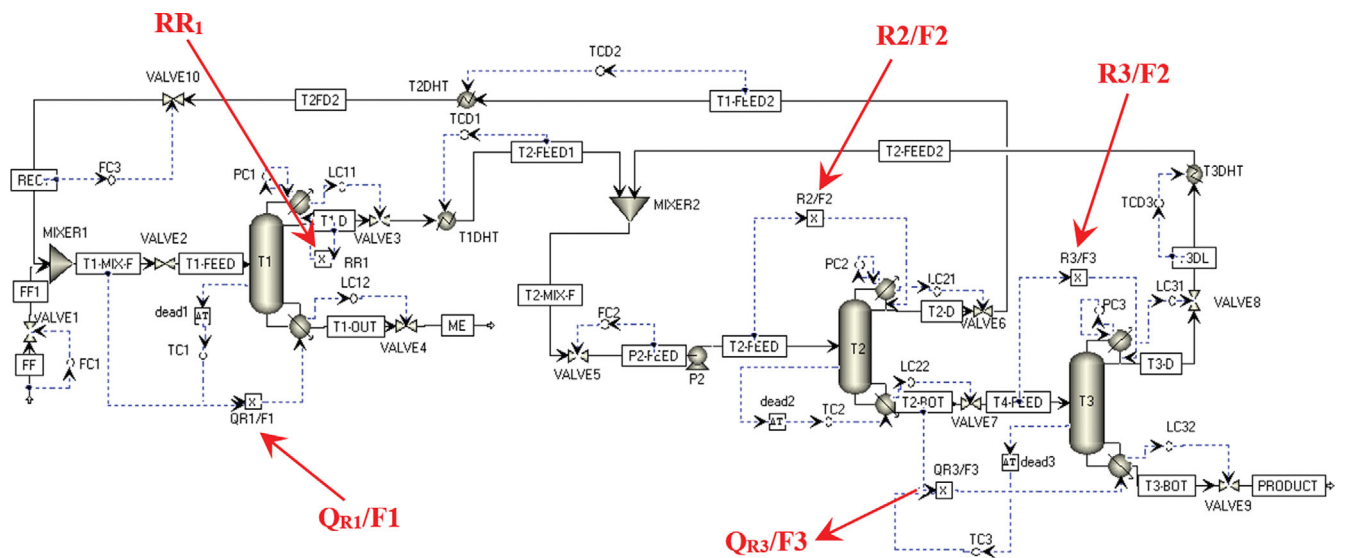 RR1
R2/F2
R3/F2
TCD2
VALVE10
T2DHT
T2FD2
T1-FEED2
TCD1
T2-FEED1
T2-FEED2
FC3
REC1
PC1
LC11
T3DHT
MIXER2
R2/F2
TCD3
MIXER1
VALVE2
T1-D
VALVE3
T1DHT
T1-MIX-F
T1-FEED
T1
RR1
R3/F3
3DL
FF1
LC12
T2-MIX-F
PC2
LC21
LC31
VALVE8
VALVE1
dead1
ΔT
T1-OUT
ME
FC2
T2-D
VALVE6
PC3
FF
FC1
TC1
VALVE4
VALVE5
P2-FEED
P2
T2-FEED
T2
T3-D
LC22
QR1/F1
dead2
ΔT
TC2
T2-BOT
VALVE7
T4-FEED
T3
LC32
ΔT
dead3
QR3/F3
T3-BOT
PRODUCT
VALVE9
QR1/F1
QR3/F3
TC3